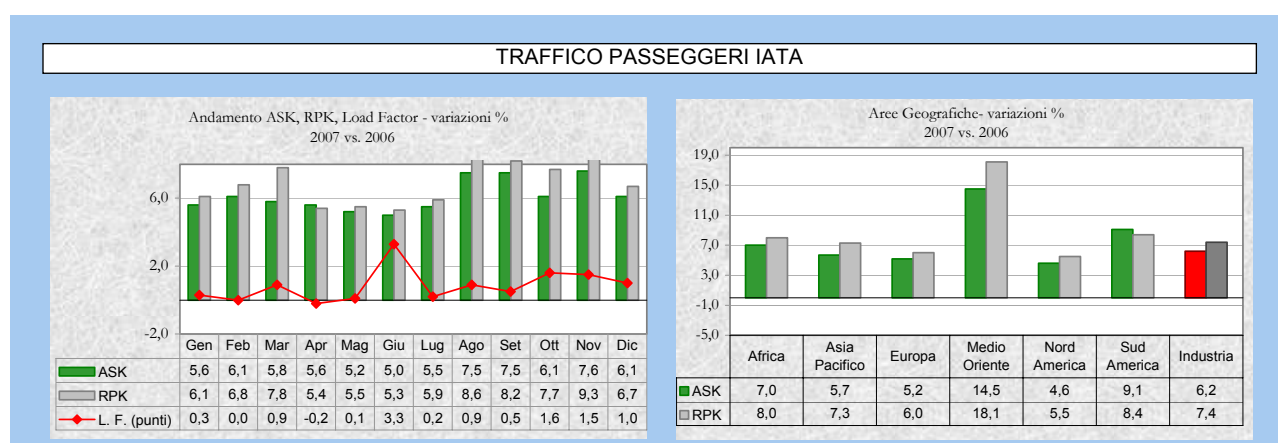 TRAFFICO PASSEGGERI IATA
Andamento ASK, RPK, Load Factor - variazioni %
2007 vs. 2006
6,0
2,0
-2,0
Gen Feb Mar Apr Mag Giu Lug Ago Set Ott Nov Dic
ASK 5,6 6,1 5,8 5,6 5,2 5,0 5,5 7,5 7,5 6,1 7,6 6,1
RPK 6,1 6,8 7,8 5,4 5,5 5,3 5,9 8,6 8,2 7,7 9,3 6,7
L. F. (punti) 0,3 0,0 0,9 -0,2 0,1 3,3 0,2 0,9 0,5 1,6 1,5 1,0
Aree Geografiche- variazioni %
2007 vs. 2006
19,0
15,0
11,0
7,0
3,0
-1,0
-5,0
Africa Asia Pacifico Europa Medio Oriente Nord America Sud America Industria
ASK 7,0 5,7 5,2 14,5 4,6 9,1 6,2
RPK 8,0 7,3 6,0 18,1 5,5 8,4 7,4